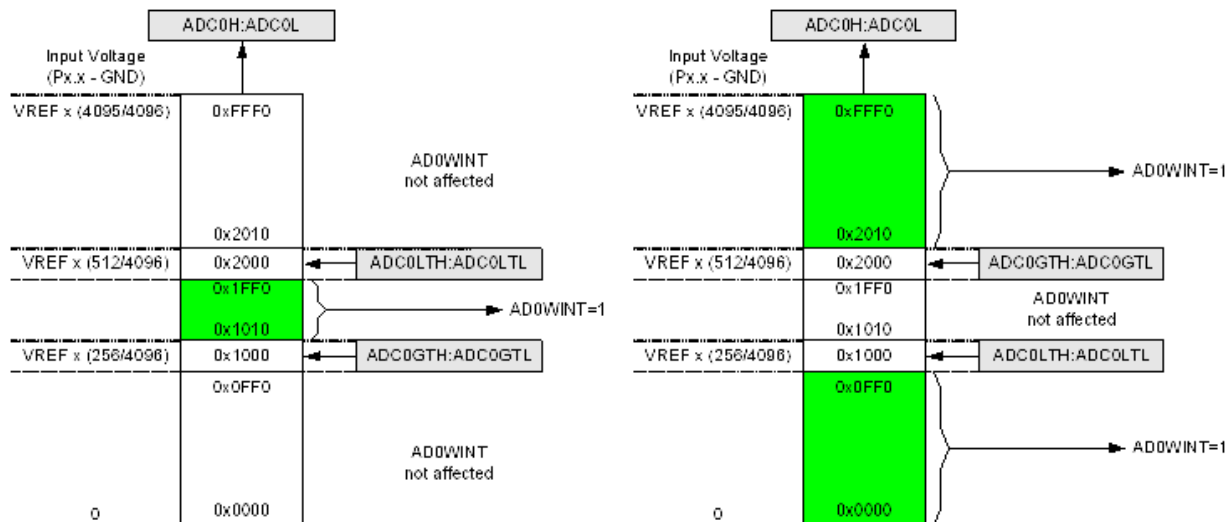 ADC0H:ADC0L
Input Voltage
(Px.x - GND)
VREF x (4095/4096)
0xFFF0
AD0WINT
not affected
0x2010
VREF x (512/4096)
0x2000
ADC0LTH:ADC0LTL
0x1FF0
AD0WINT=1
0x1010
VREF x (256/4096)
0x1000
ADC0GTH:ADC0GTL
0x0FF0
AD0WINT
not affected
0
0x0000
ADC0H:ADC0L
Input Voltage
(Px.x - GND)
VREF x (4095/4096)
0xFFF0
AD0WINT=1
0x2010
VREF x (512/4096)
0x2000
ADC0GTH:ADC0GTL
0x1FF0
AD0WINT
not affected
0x1010
VREF x (256/4096)
0x1000
ADC0LTH:ADC0LTL
0x0FF0
AD0WINT=1
0
0x0000